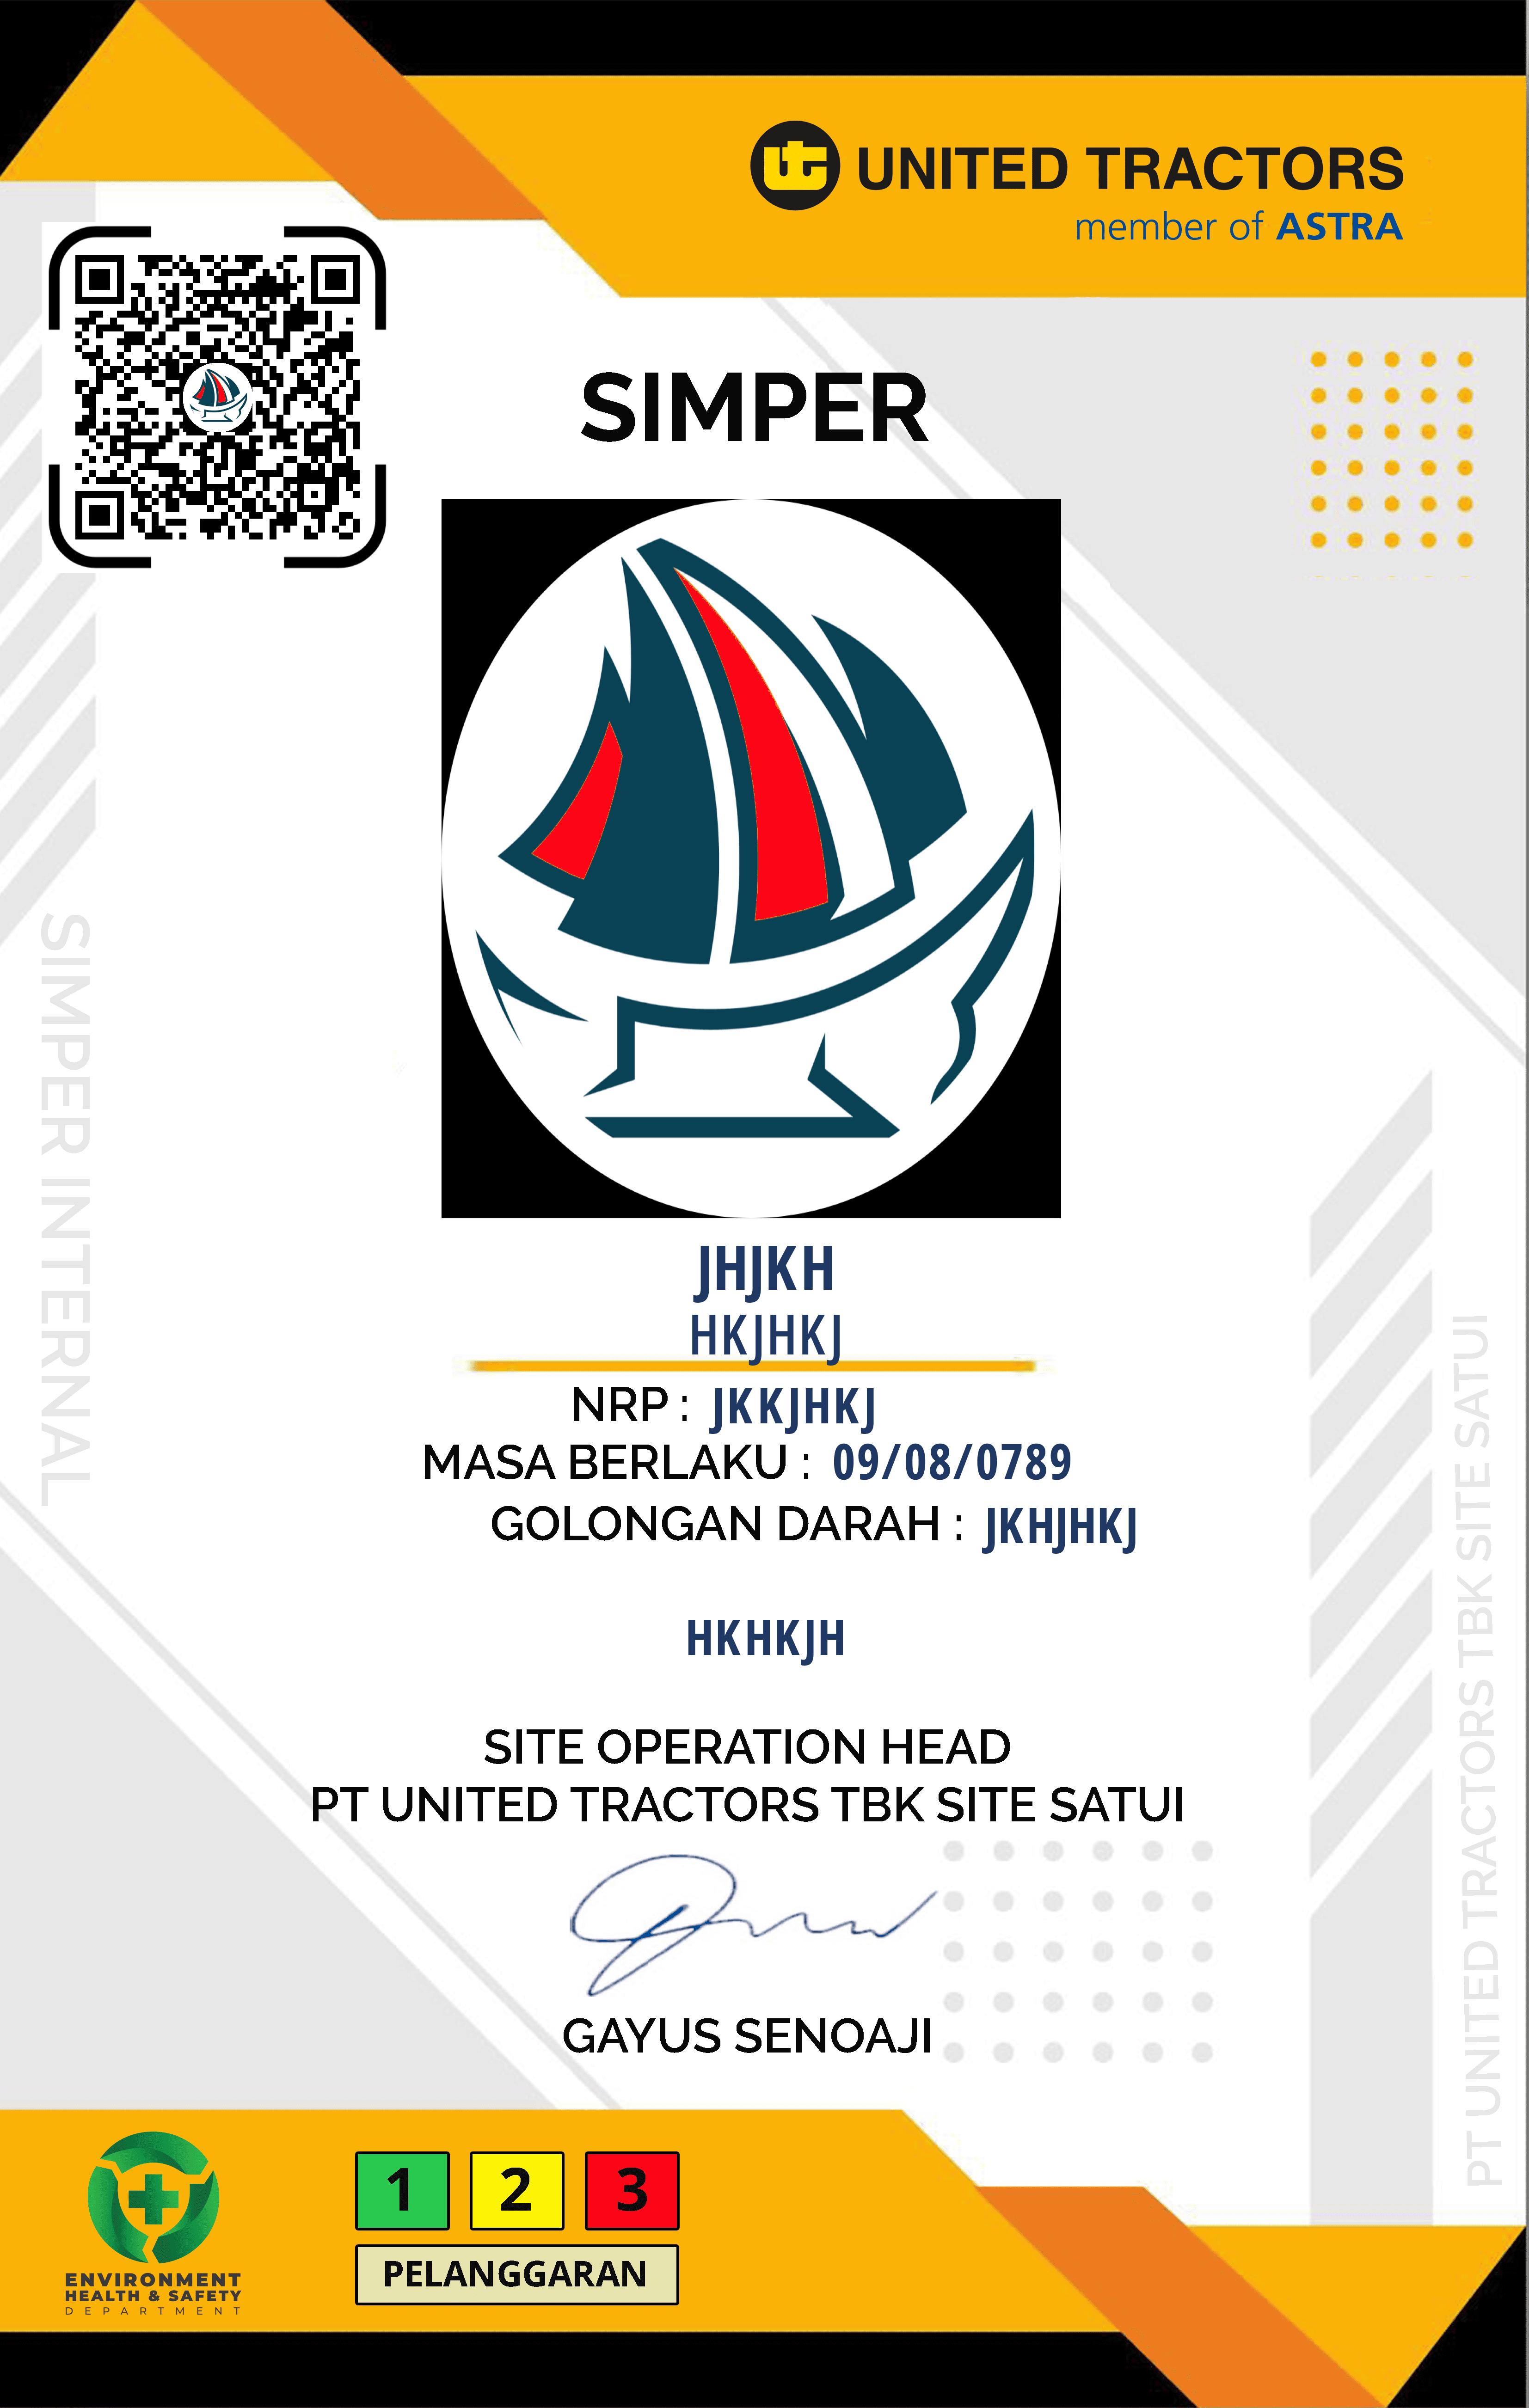 UNITED TRACTORS
member of ASTRA
SIMPER
SIMPER INTERNAL
JHJKH
HKJHKJ
NRP : JKKJHKJ
MASA BERLAKU : 09/08/0789
GOLONGAN DARAH : JKHJHKJ
HKHKJH
SITE OPERATION HEAD
PT UNITED TRACTORS TBK SITE SATUI
GAYUS SENOAJI
PT UNITED TRACTORS TBK SITE SATUI
1 2 3
PELANGGARAN
ENVIRONMENT
HEALTH & SAFETY
DEPARTMENT